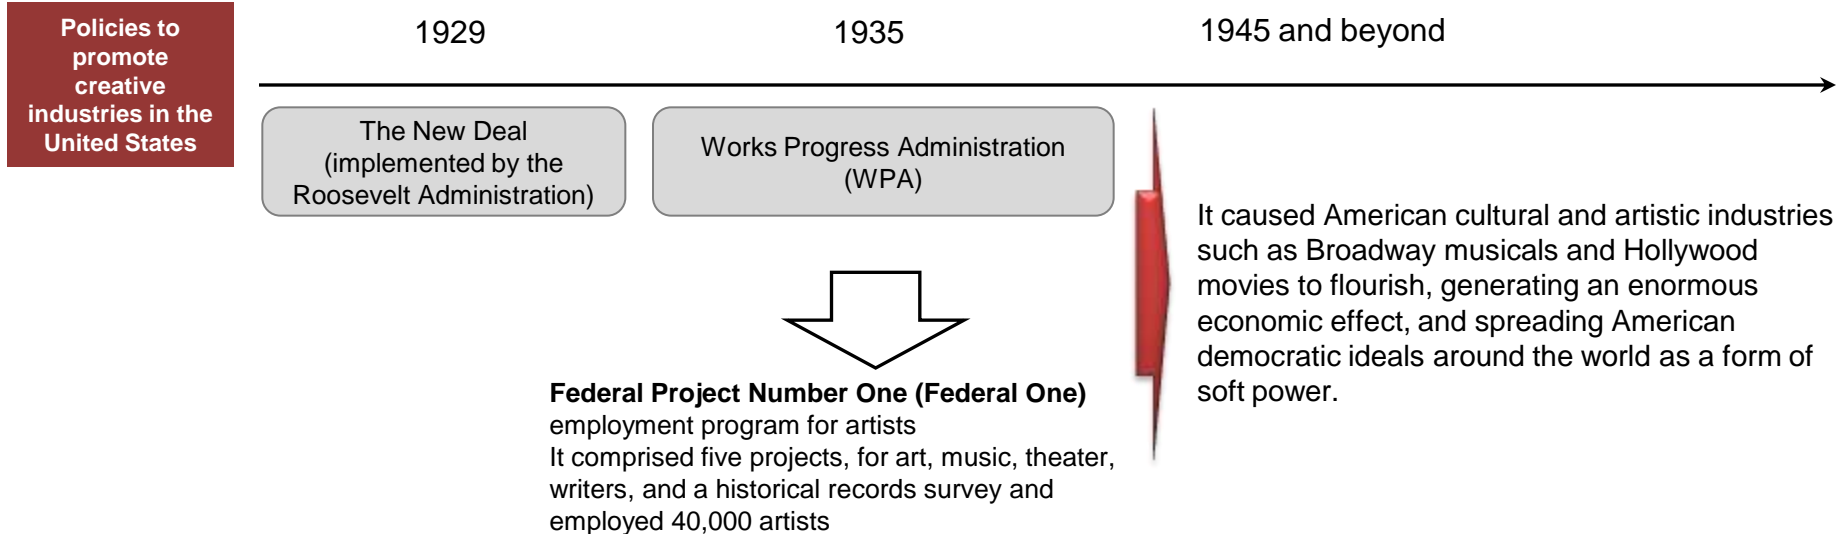 Policies to
promote
creative
industries in the
United States
1929
1935
1945 and beyond
The New Deal
(implemented by the
Roosevelt Administration)
Works Progress Administration
(WPA)
It caused American cultural and artistic industries
such as Broadway musicals and Hollywood
movies to flourish, generating an enormous
economic effect, and spreading American
democratic ideals around the world as a form of
soft power.
Federal Project Number One (Federal One)
employment program for artists
It comprised five projects, for art, music, theater,
writers, and a historical records survey and
employed 40,000 artists